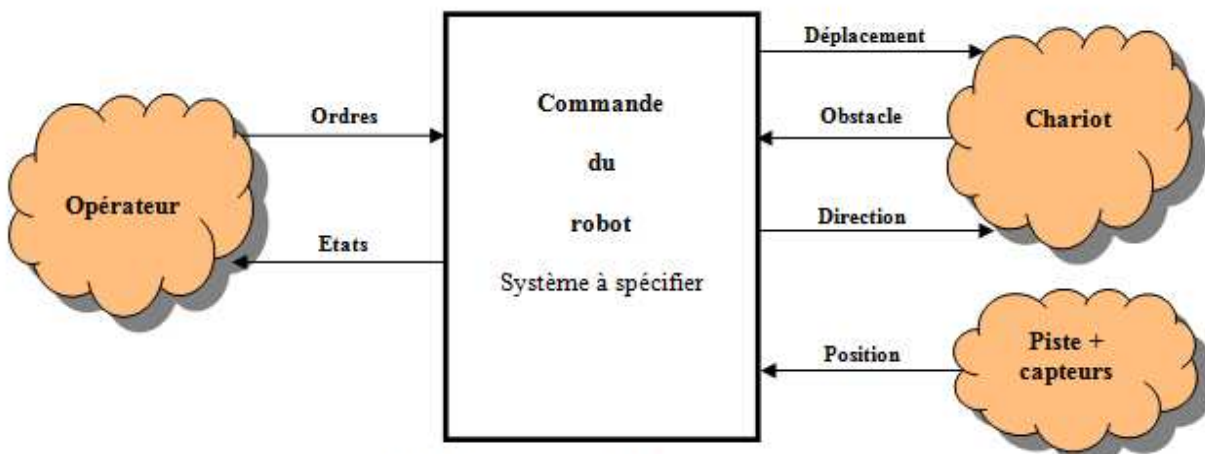 Opérateur
Ordres
Etats
Commande
du
robot
Système à spécifier
Déplacement
Obstacle
Direction
Position
Chariot
Piste +
capteurs